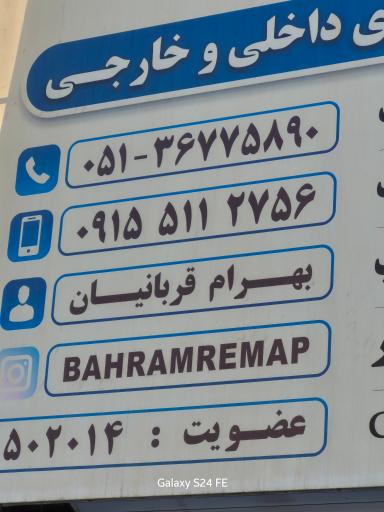 داخلی و خارجی
۰۵۱-۳۶۷۷۵۸۹۰
۰۹۱۵ ۵۱۱ ۲۷۵۶
بهرام قربانیان
BAHRAMREMAP
عضویت : ۵۰۲۰۱۴
Galaxy S24 FE